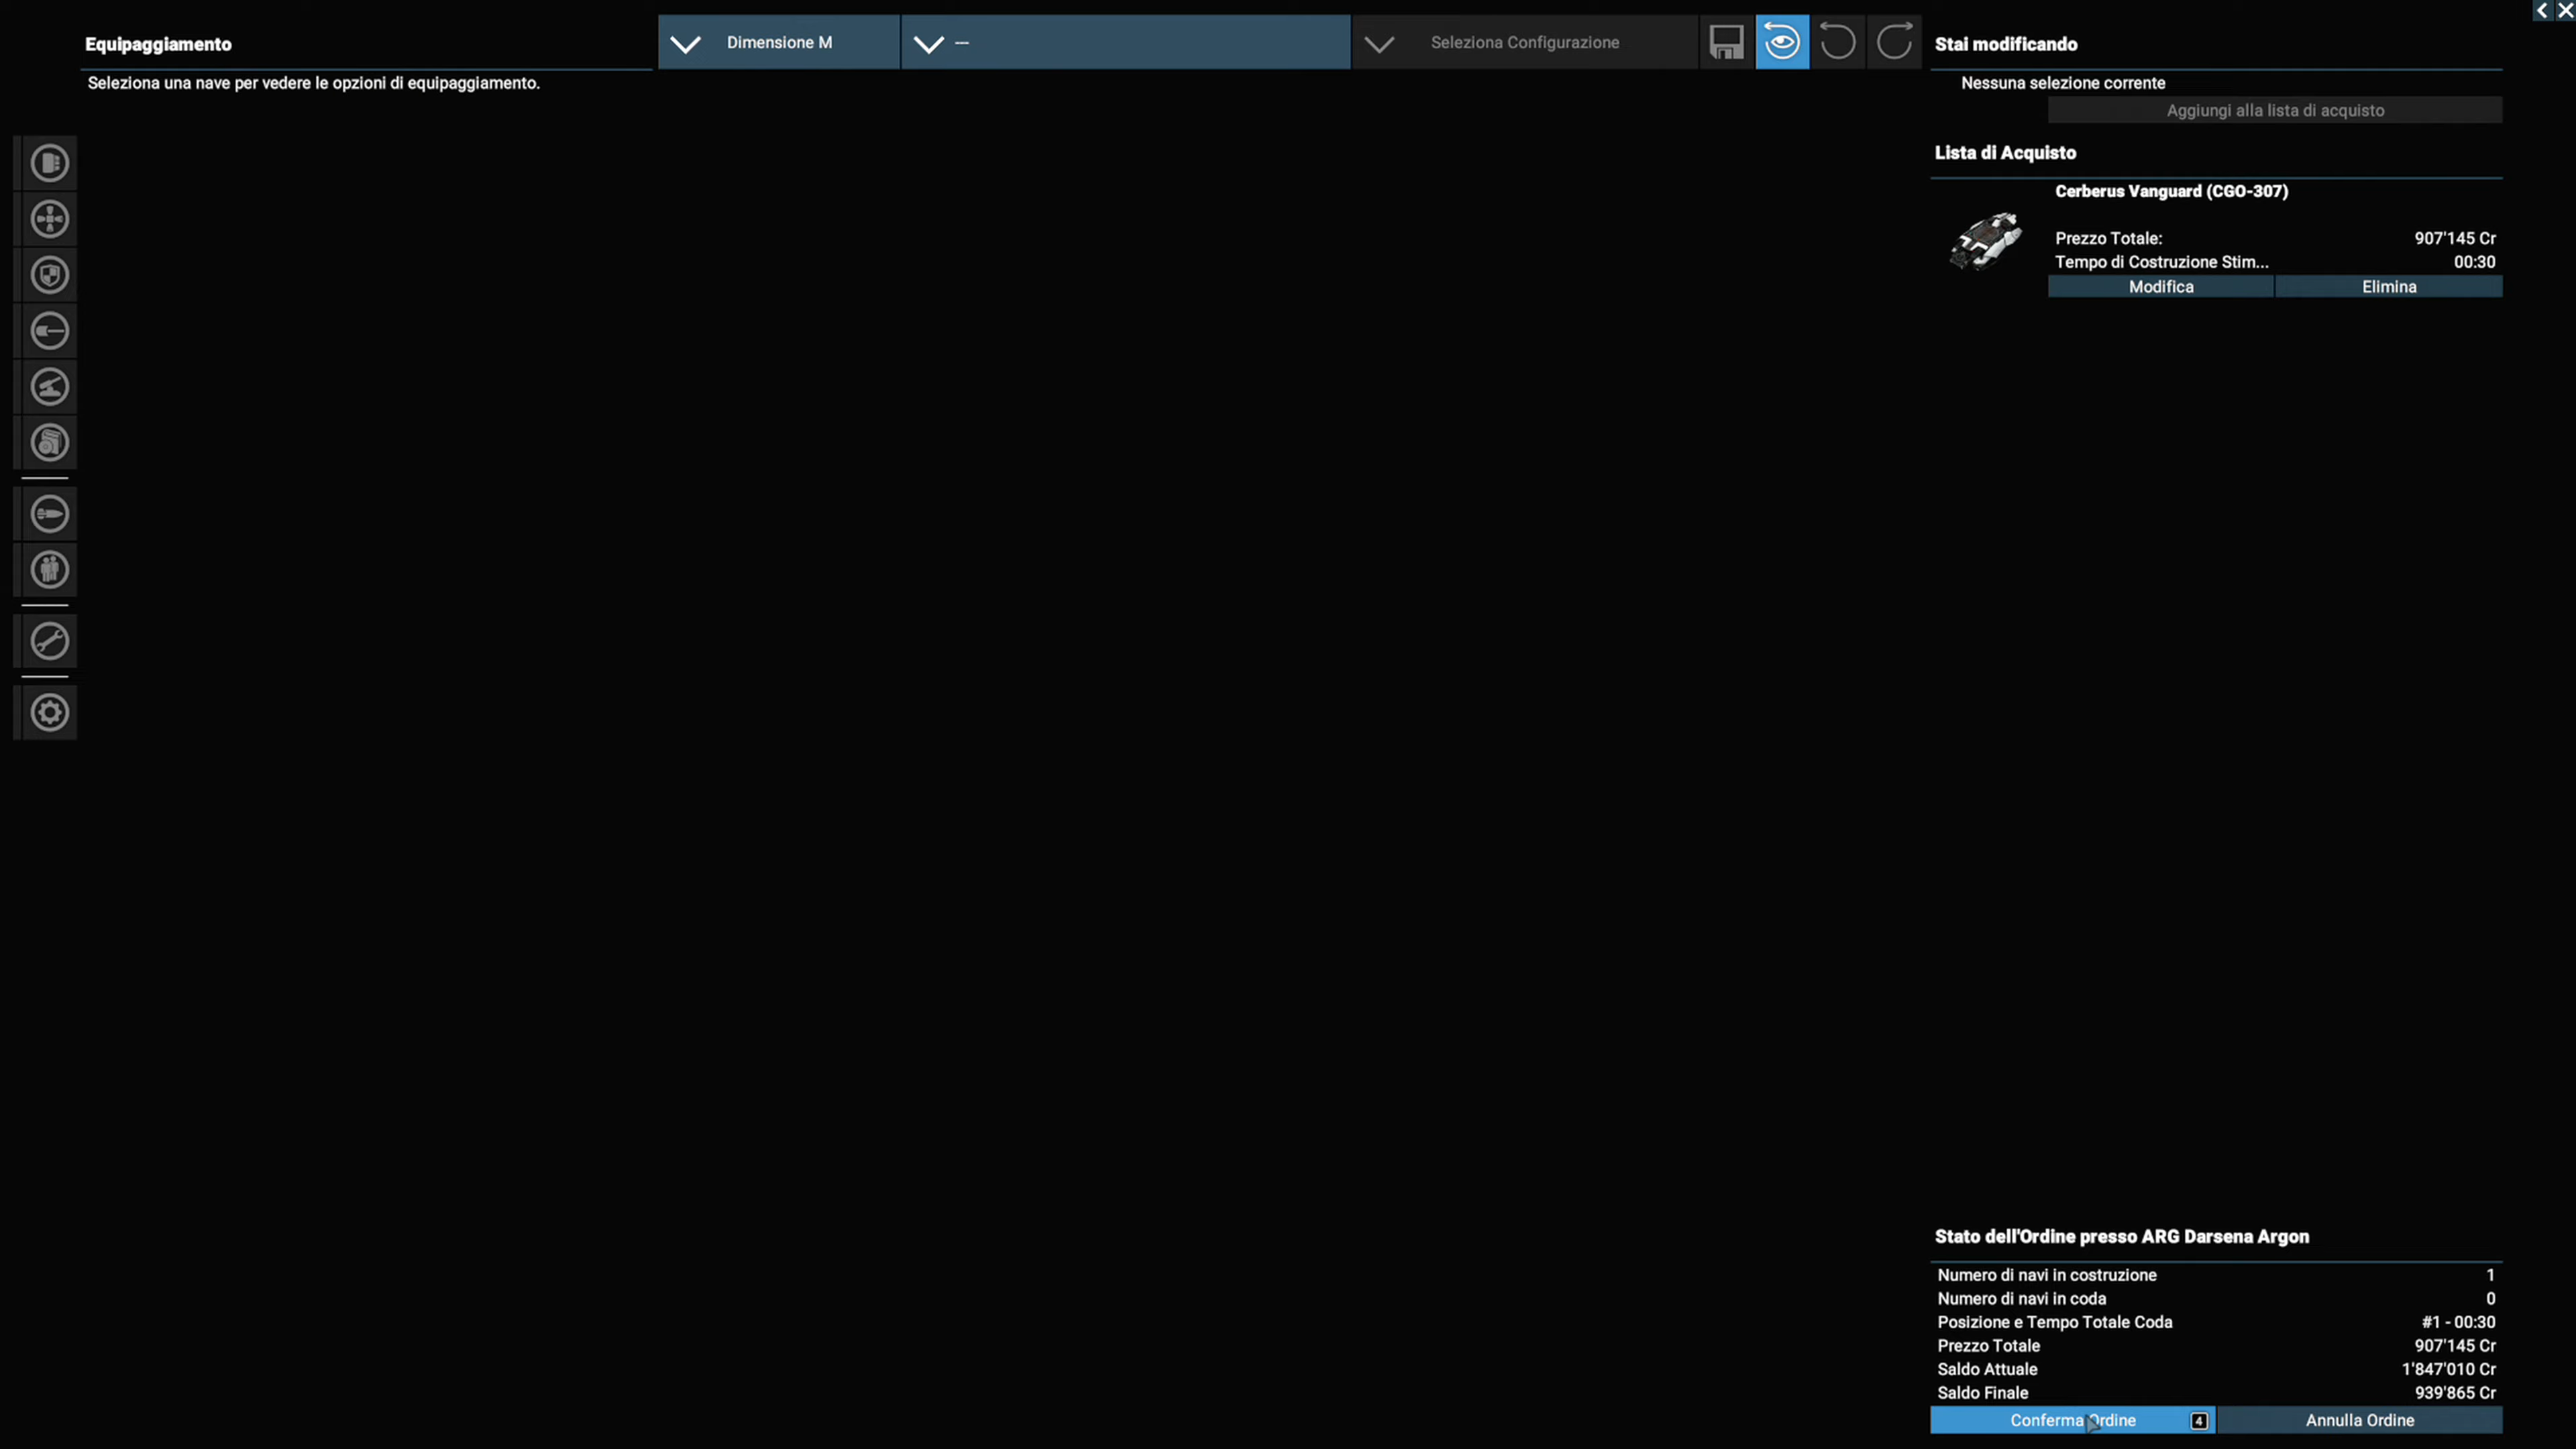 Equipaggiamento
Seleziona una nave per vedere le opzioni di equipaggiamento.
Dimensione M
---
Seleziona Configurazione
Stai modificando
Nessuna selezione corrente
Aggiungi alla lista di acquisto
Lista di Acquisto
Cerberus Vanguard (CGO-307)
Prezzo Totale: 907'145 Cr
Tempo di Costruzione Stim... 00:30
Modifica
Elimina
Stato dell'Ordine presso ARG Darsena Argon
Numero di navi in costruzione 1
Numero di navi in coda 0
Posizione e Tempo Totale Coda #1 - 00:30
Prezzo Totale 907'145 Cr
Saldo Attuale 1'847'010 Cr
Saldo Finale 939'865 Cr
Conferma Ordine 4
Annulla Ordine